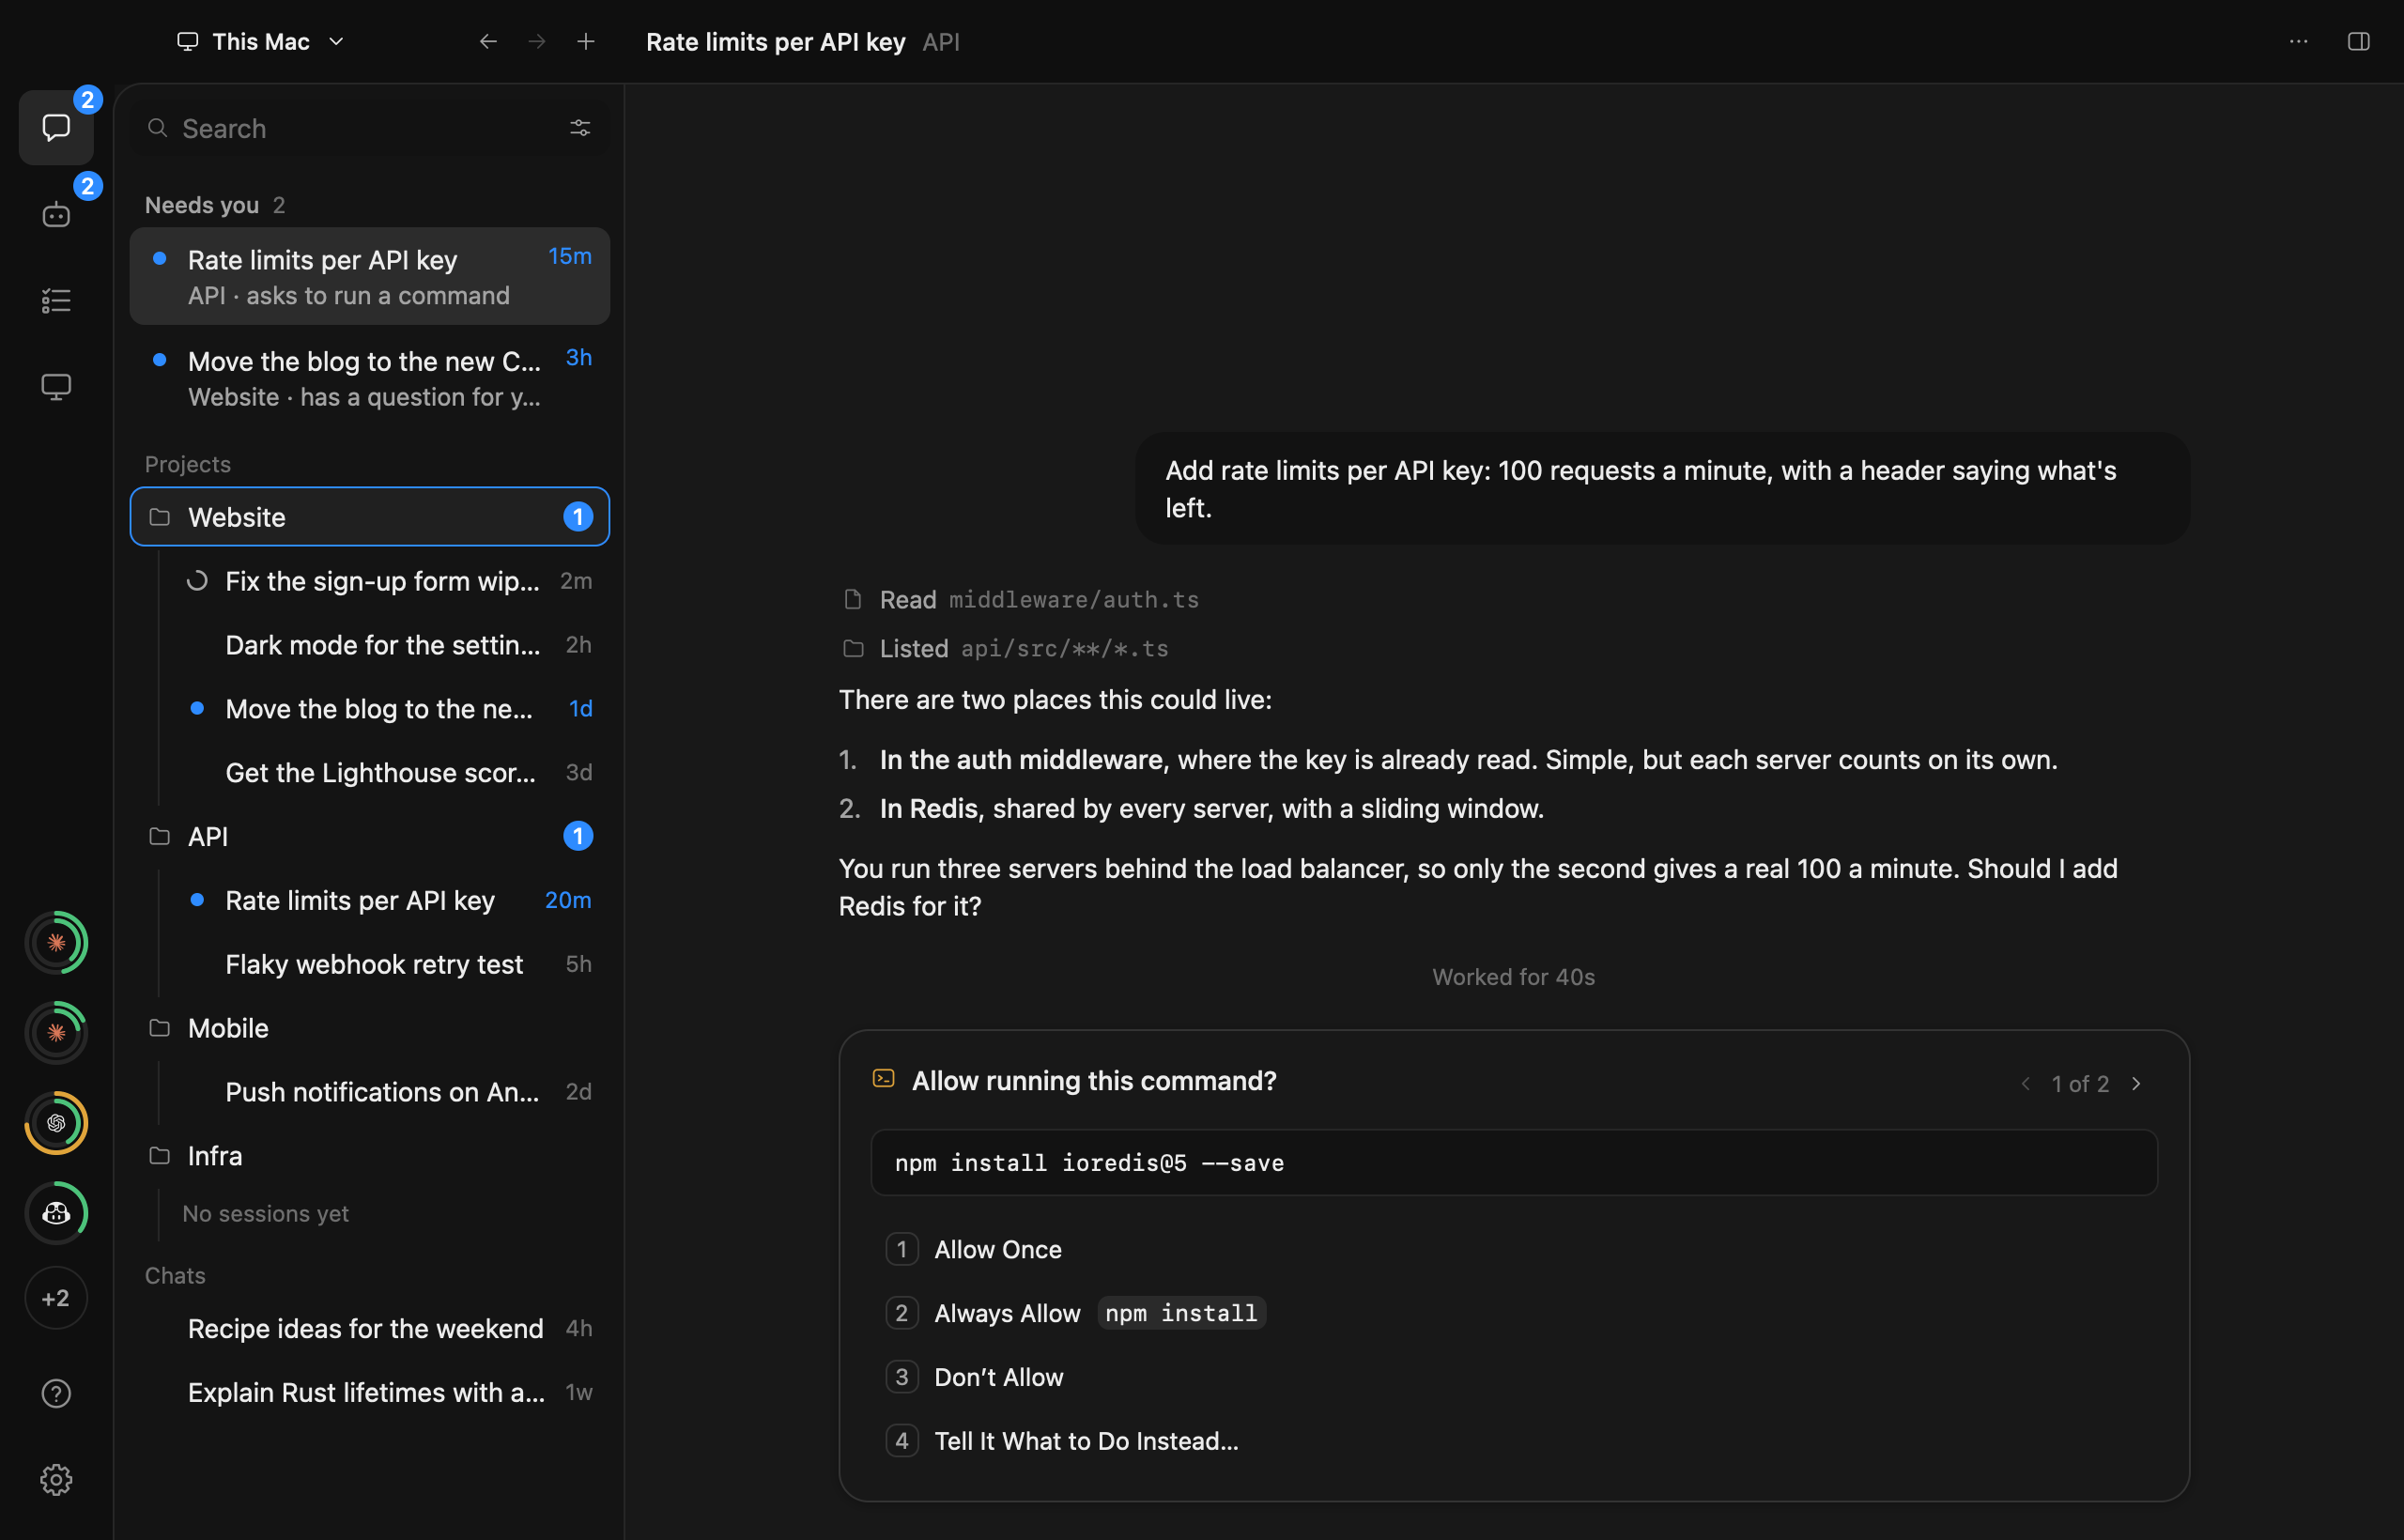 This Mac
Rate limits per API key API
2
Search
2
Needs you 2
Rate limits per API key 15m
API · asks to run a command
Move the blog to the new C... 3h
Website · has a question for y...
Projects
Website 1
Fix the sign-up form wip... 2m
Dark mode for the settin... 2h
Move the blog to the ne... 1d
Get the Lighthouse scor... 3d
API 1
Rate limits per API key 20m
Flaky webhook retry test 5h
Mobile
Push notifications on An... 2d
Infra
No sessions yet
Chats
Recipe ideas for the weekend 4h
Explain Rust lifetimes with a... 1w
+2
Add rate limits per API key: 100 requests a minute, with a header saying what's
left.
Read middleware/auth.ts
Listed api/src/**/*.ts
There are two places this could live:
1. In the auth middleware, where the key is already read. Simple, but each server counts on its own.
2. In Redis, shared by every server, with a sliding window.
You run three servers behind the load balancer, so only the second gives a real 100 a minute. Should I add
Redis for it?
Worked for 40s
Allow running this command? 1 of 2
npm install ioredis@5 --save
1 Allow Once
2 Always Allow npm install
3 Don’t Allow
4 Tell It What to Do Instead...